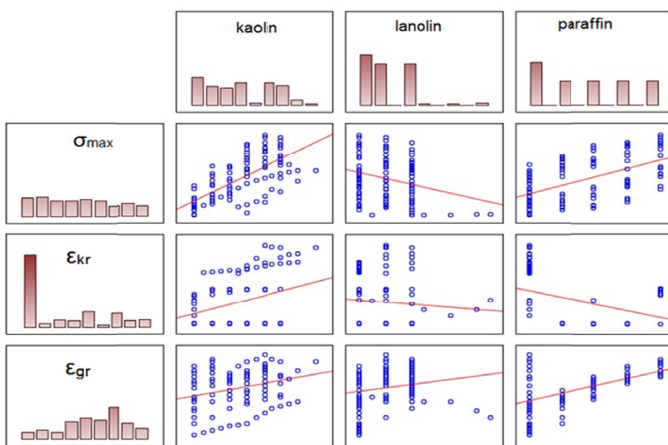 kaolin
lanolin
paraffin
σmax
εkr
εgr